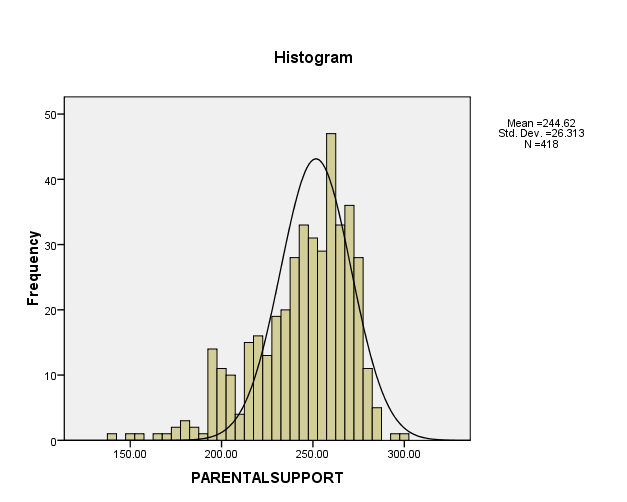 Histogram
Mean =244.62
Std. Dev. =26.313
N =418
50
40
30
20
10
0
Frequency
150.00 200.00 250.00 300.00
PARENTALSUPPORT